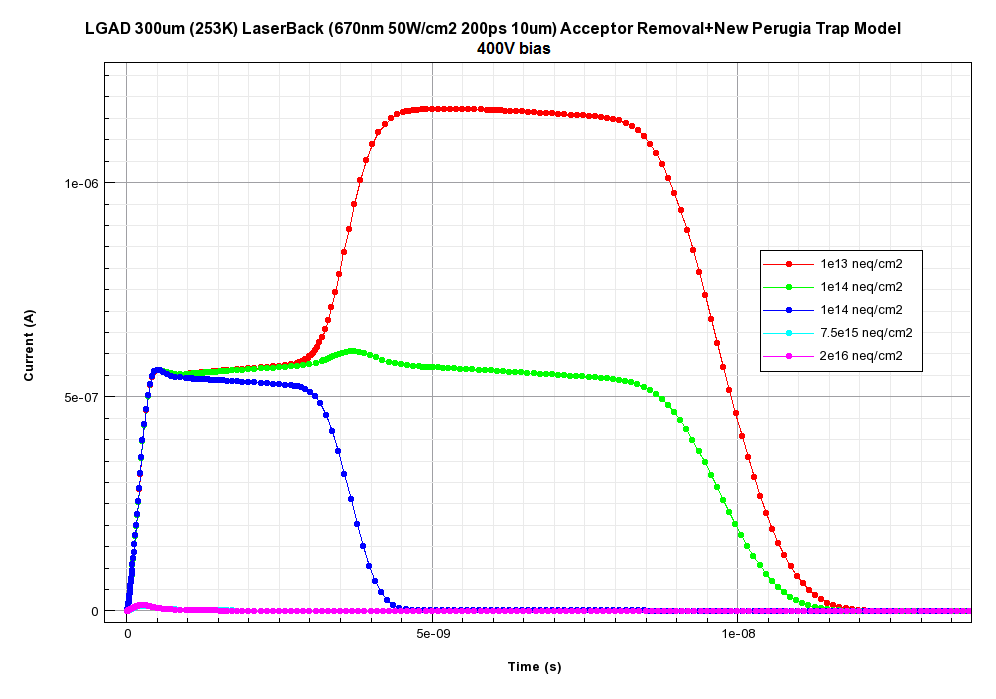 LGAD 300um (253K) LaserBack (670nm 50W/cm2 200ps 10um) Acceptor Removal+New Perugia Trap Model
400V bias
Current (A)
1e-06
5e-07
0
1e13 neq/cm2
1e14 neq/cm2
1e14 neq/cm2
7.5e15 neq/cm2
2e16 neq/cm2
0
5e-09
1e-08
Time (s)